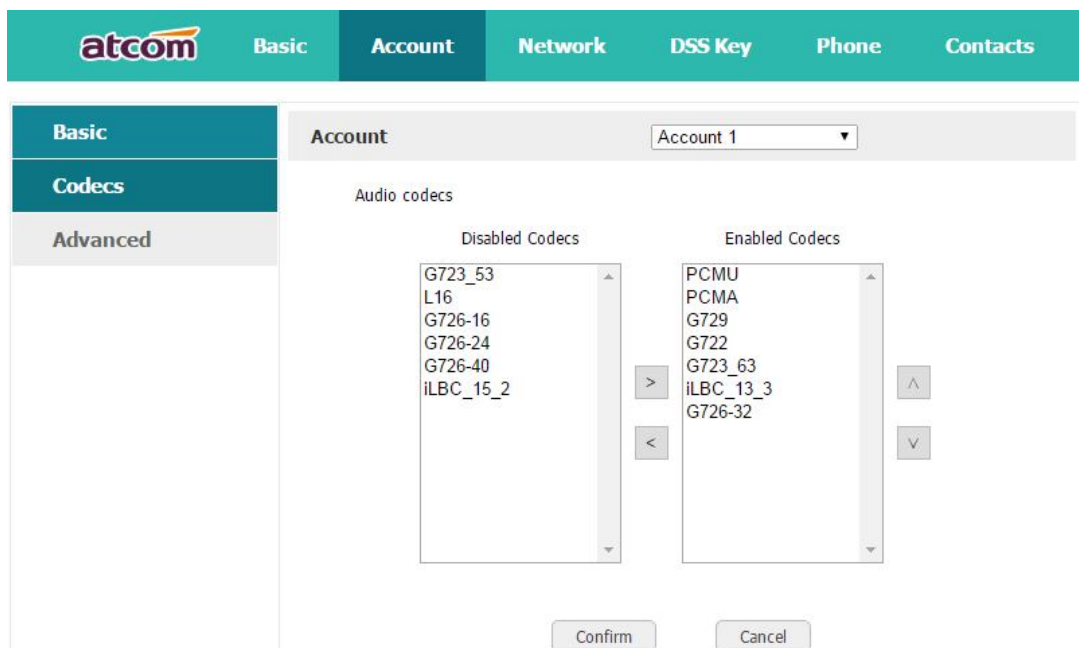 atcom Basic Account Network DSS Key Phone Contacts
Basic
Codecs
Advanced
Account Account 1
Audio codecs
Disabled Codecs Enabled Codecs
G723_53
L16
G726-16
G726-24
G726-40
iLBC_15_2
>
<
PCMU
PCMA
G729
G722
G723_63
iLBC_13_3
G726-32
Confirm Cancel